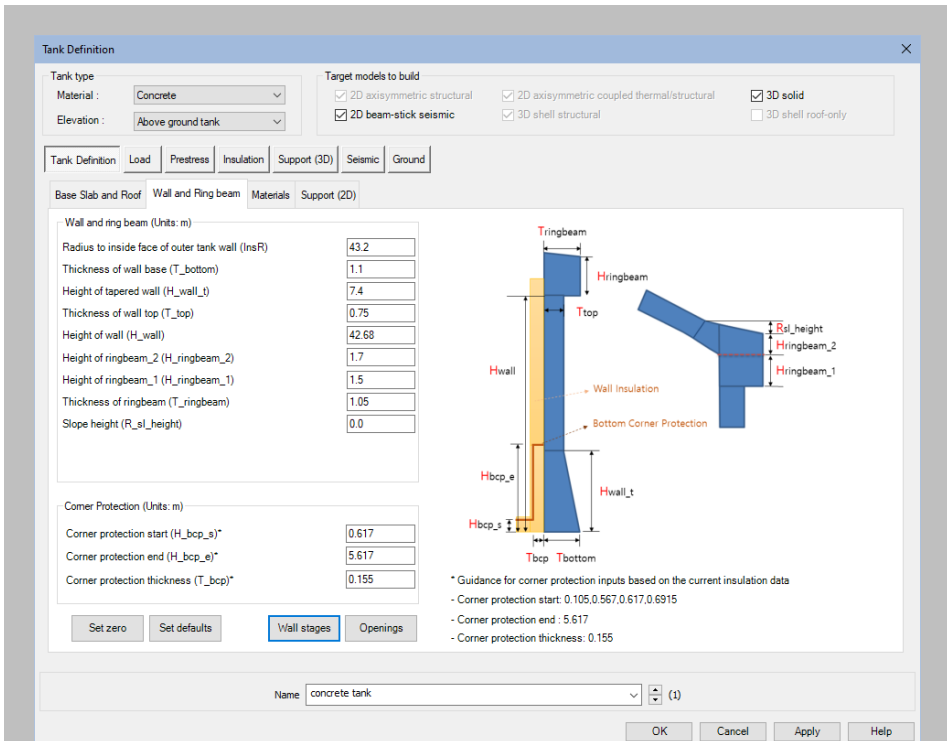 Tank Definition
Tank type
Material :
Concrete
Elevation :
Above ground tank
Target models to build
2D axisymmetric structural
2D axisymmetric coupled thermal/structural
3D solid
2D beam-stick seismic
3D shell structural
3D shell roof-only
Tank Definition Load Prestress Insulation Support (3D) Seismic Ground
Base Slab and Roof Wall and Ring beam Materials Support (2D)
Wall and ring beam (Units: m)
Radius to inside face of outer tank wall (InsR) 43.2
Thickness of wall base (T_bottom) 1.1
Height of tapered wall (H_wall_t) 7.4
Thickness of wall top (T_top) 0.75
Height of wall (H_wall) 42.68
Height of ringbeam_2 (H_ringbeam_2) 1.7
Height of ringbeam_1 (H_ringbeam_1) 1.5
Thickness of ringbeam (T_ringbeam) 1.05
Slope height (R_sl_height) 0.0
Corner Protection (Units: m)
Corner protection start (H_bcp_s)* 0.617
Corner protection end (H_bcp_e)* 5.617
Corner protection thickness (T_bcp)* 0.155
Set zero Set defaults Wall stages Openings
Tringbeam
Hringbeam
Ttop
Rsl_height
Hringbeam_2
Hringbeam_1
Hwall
Wall Insulation
Bottom Corner Protection
Hbcp_e
Hwall_t
Hbcp_s
Tbcp Tbottom
* Guidance for corner protection inputs based on the current insulation data
- Corner protection start: 0.105,0.567,0.617,0.6915
- Corner protection end : 5.617
- Corner protection thickness: 0.155
Name concrete tank (1)
OK Cancel Apply Help